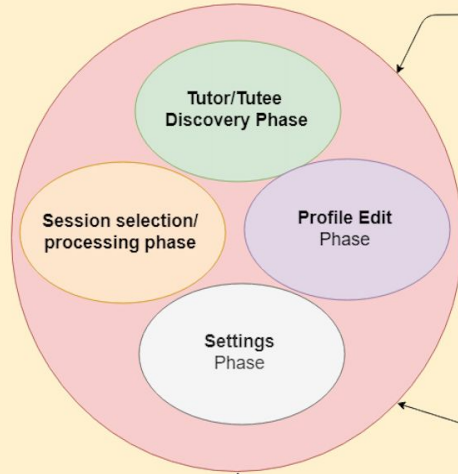 Tutor/Tutee
Discovery Phase
Session selection/
processing phase
Profile Edit
Phase
Settings
Phase